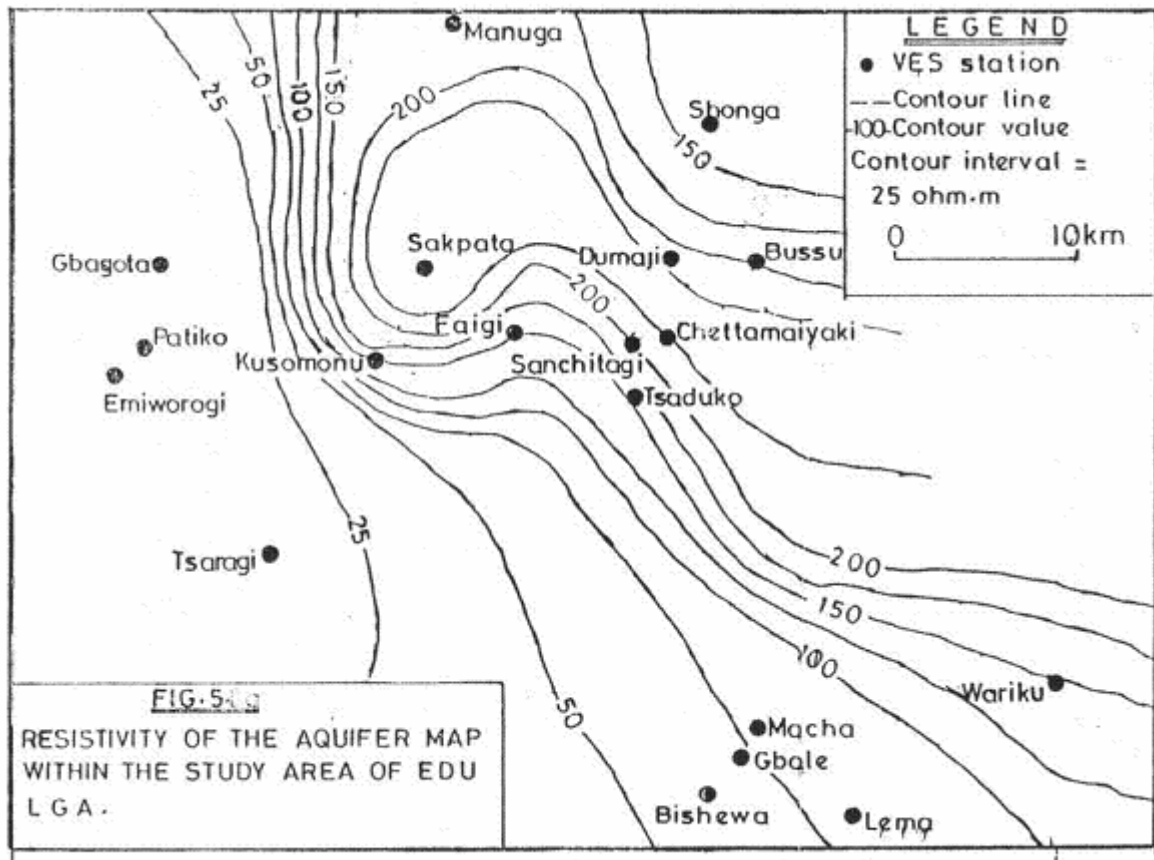 LEGEND
VES station
Contour line
100 Contour value
Contour interval =
25 ohm.m
0 10km
Manuga
25
50
100
150
200
Shonga
150
Gbagota
Sakpata
Dumaji
Bussu
200
Patiko
Faigi
Chettamaiyaki
Kusomonu
Sanchitagi
Emiworogi
Tsaduko
25
Tsaragi
200
150
100
Wariku
50
Macha
Gbale
Bishewa
Lema
RESISTIVITY OF THE AQUIFER MAP
WITHIN THE STUDY AREA OF EDU
LGA.